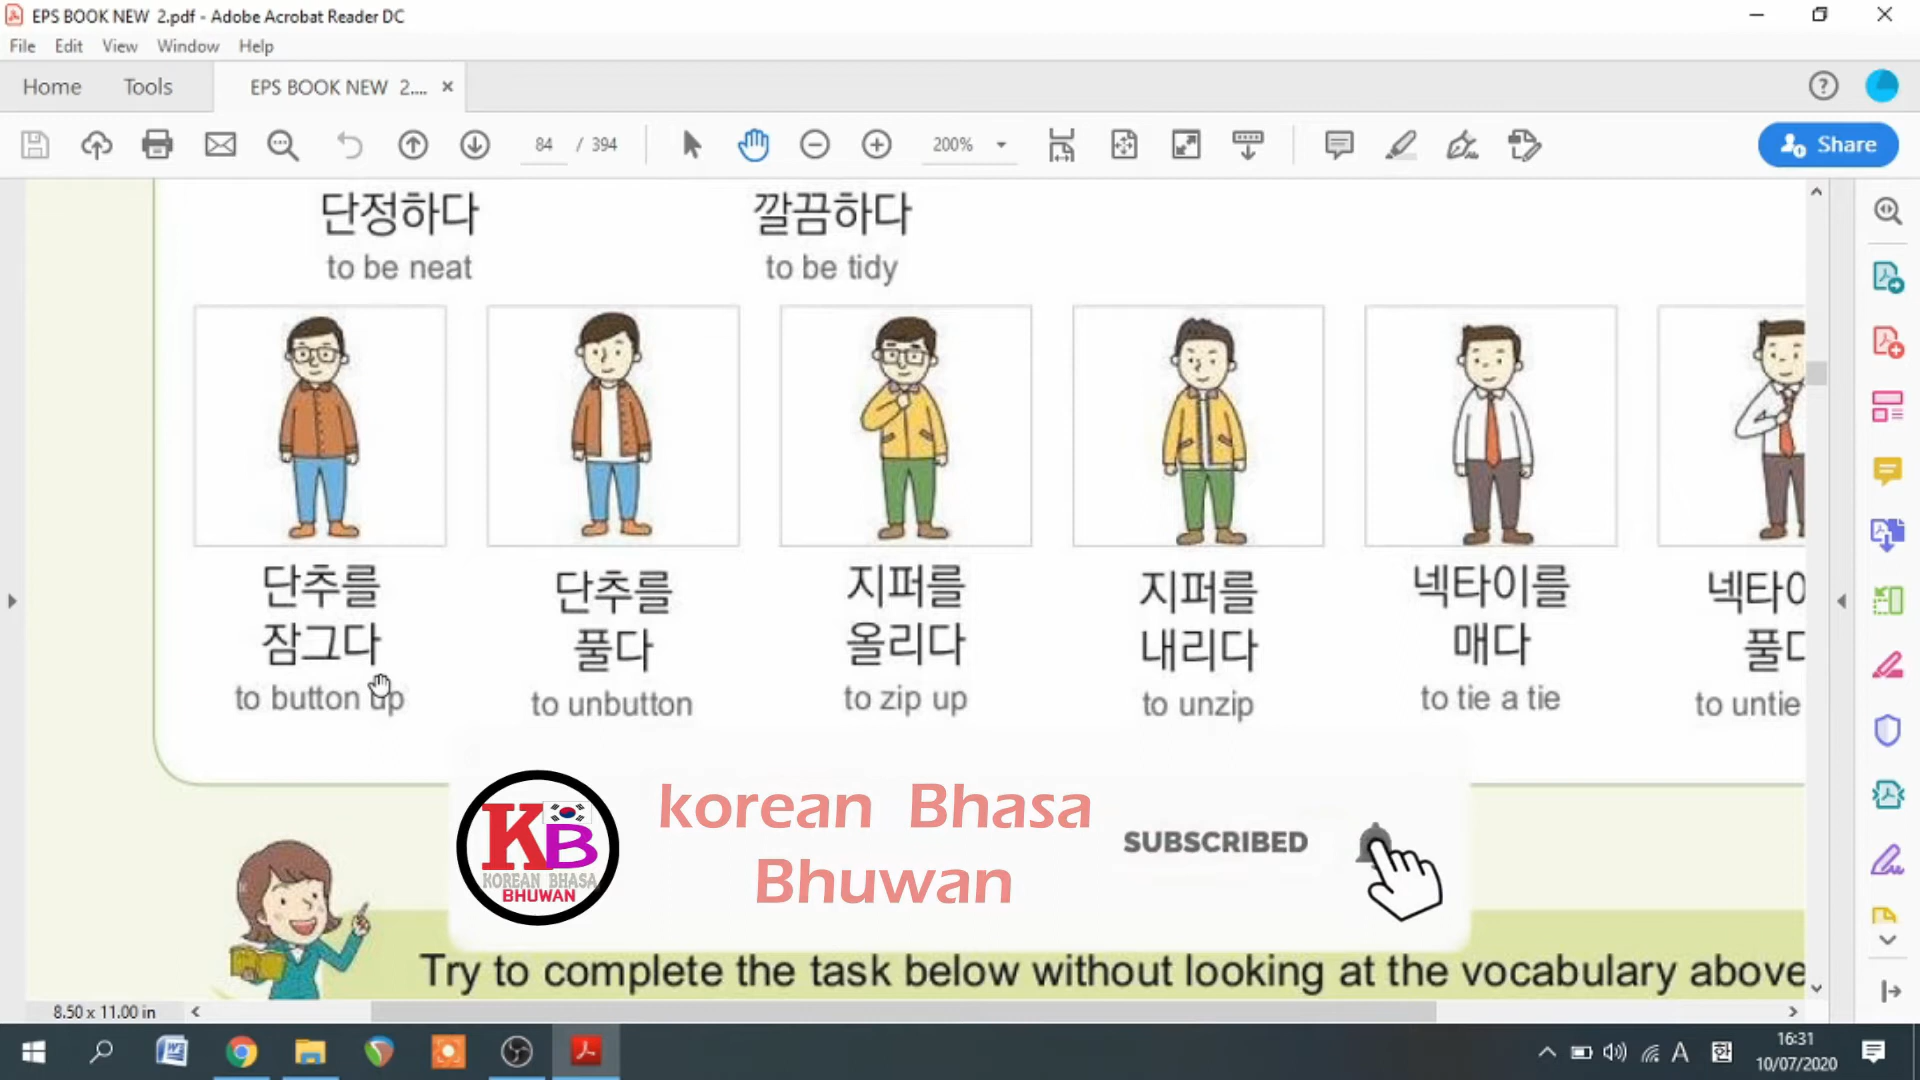 EPS BOOK NEW 2.pdf - Adobe Acrobat Reader DC
File Edit View Window Help
Home Tools EPS BOOK NEW 2....
84 / 394 200% Share
단정하다 깔끔하다
to be neat to be tidy
단추를 단추를 지퍼를 지퍼를 넥타이를
잠그다 풀다 올리다 내리다 매다
to button up to unbutton to zip up to unzip to tie a tie to untie
KB
KOREAN BHASA
BHUWAN
korean Bhasa
Bhuwan
SUBSCRIBED
Try to complete the task below without looking at the vocabulary above
8.50 x 11.00 in
A 한 16:31
10/07/2020